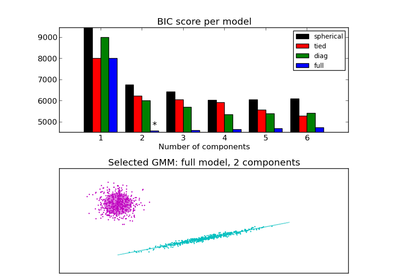 BIC score per model
9000
8000
7000
6000
5000
spherical
tied
diag
full
*
1 2 3 4 5 6
Number of components
Selected GMM: full model, 2 components